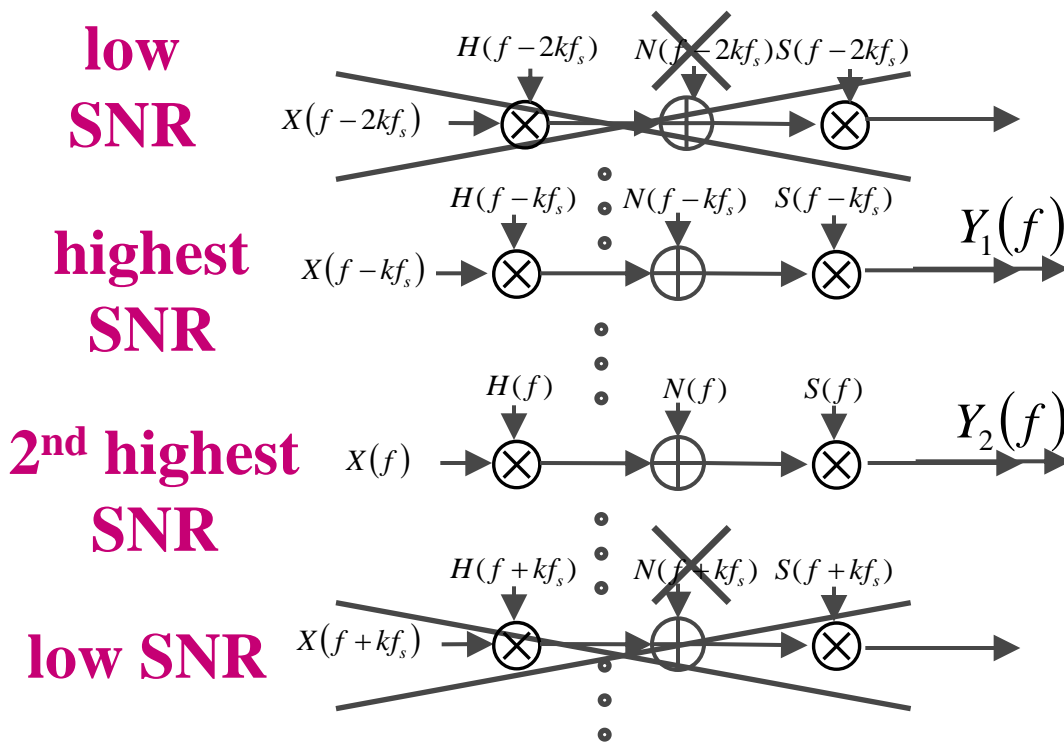 low
SNR
H(f − 2kf_s)
N(f − 2kf_s)
S(f − 2kf_s)
X(f − 2kf_s)
highest
SNR
H(f − kf_s)
N(f − kf_s)
S(f − kf_s)
X(f − kf_s)
Y_1(f)
2nd highest
SNR
H(f)
N(f)
S(f)
X(f)
Y_2(f)
low SNR
H(f + kf_s)
N(f + kf_s)
S(f + kf_s)
X(f + kf_s)